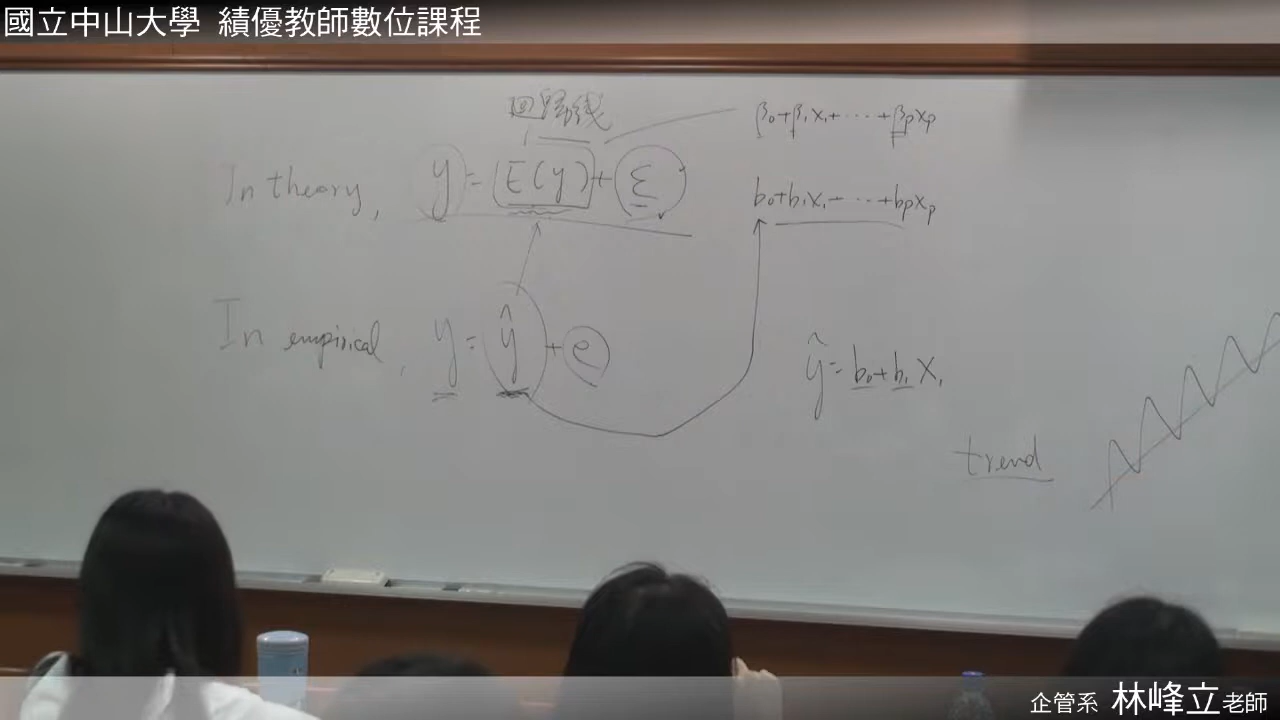 國立中山大學 績優教師數位課程
迴歸線
β₀+β₁X₁+⋯+βₚXₚ
In theory, y=E(y)+ε
b₀+b₁X₁+⋯+bₚXₚ
In empirical, y=ŷ+e
ŷ=b₀+b₁X₁
trend
企管系 林峰立老師